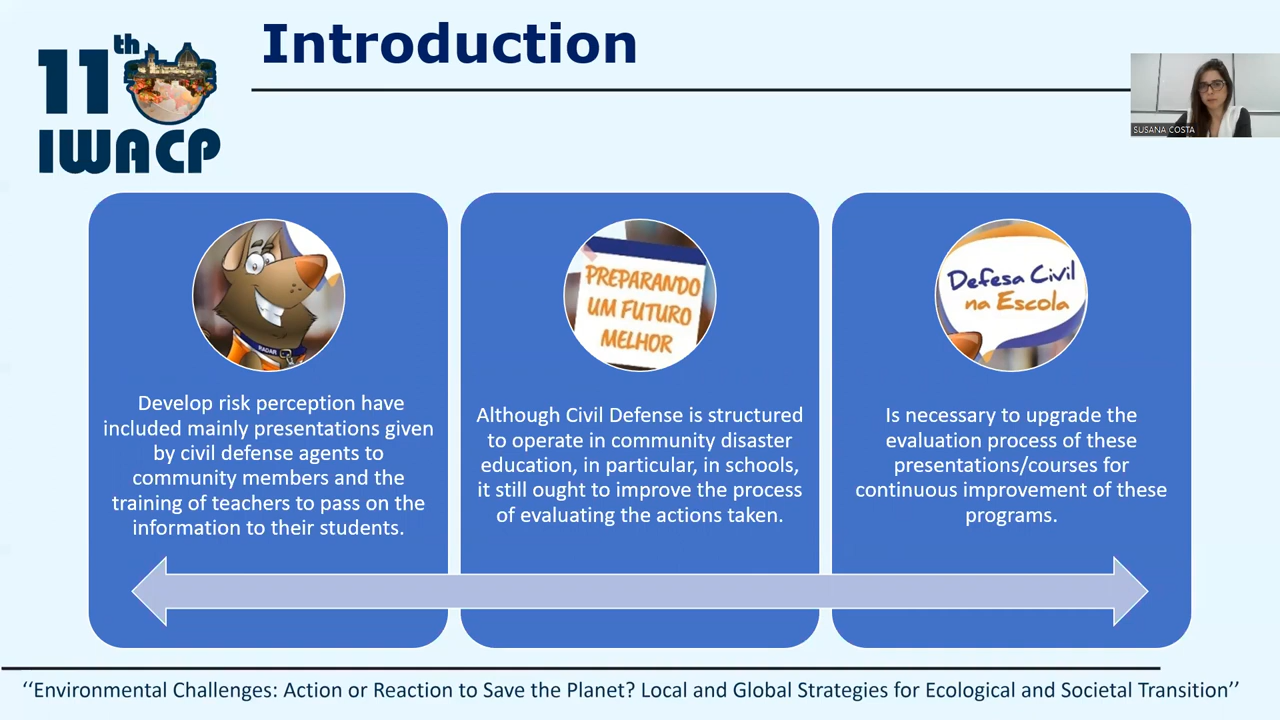 11th
IWACP
Introduction
SUSANA COSTA
RADAR
Develop risk perception have
included mainly presentations given
by civil defense agents to
community members and the
training of teachers to pass on the
information to their students.
PREPARANDO
UM FUTURO
MELHOR
Although Civil Defense is structured
to operate in community disaster
education, in particular, in schools,
it still ought to improve the process
of evaluating the actions taken.
Defesa Civil
na Escola
Is necessary to upgrade the
evaluation process of these
presentations/courses for
continuous improvement of these
programs.
‘‘Environmental Challenges: Action or Reaction to Save the Planet? Local and Global Strategies for Ecological and Societal Transition’’